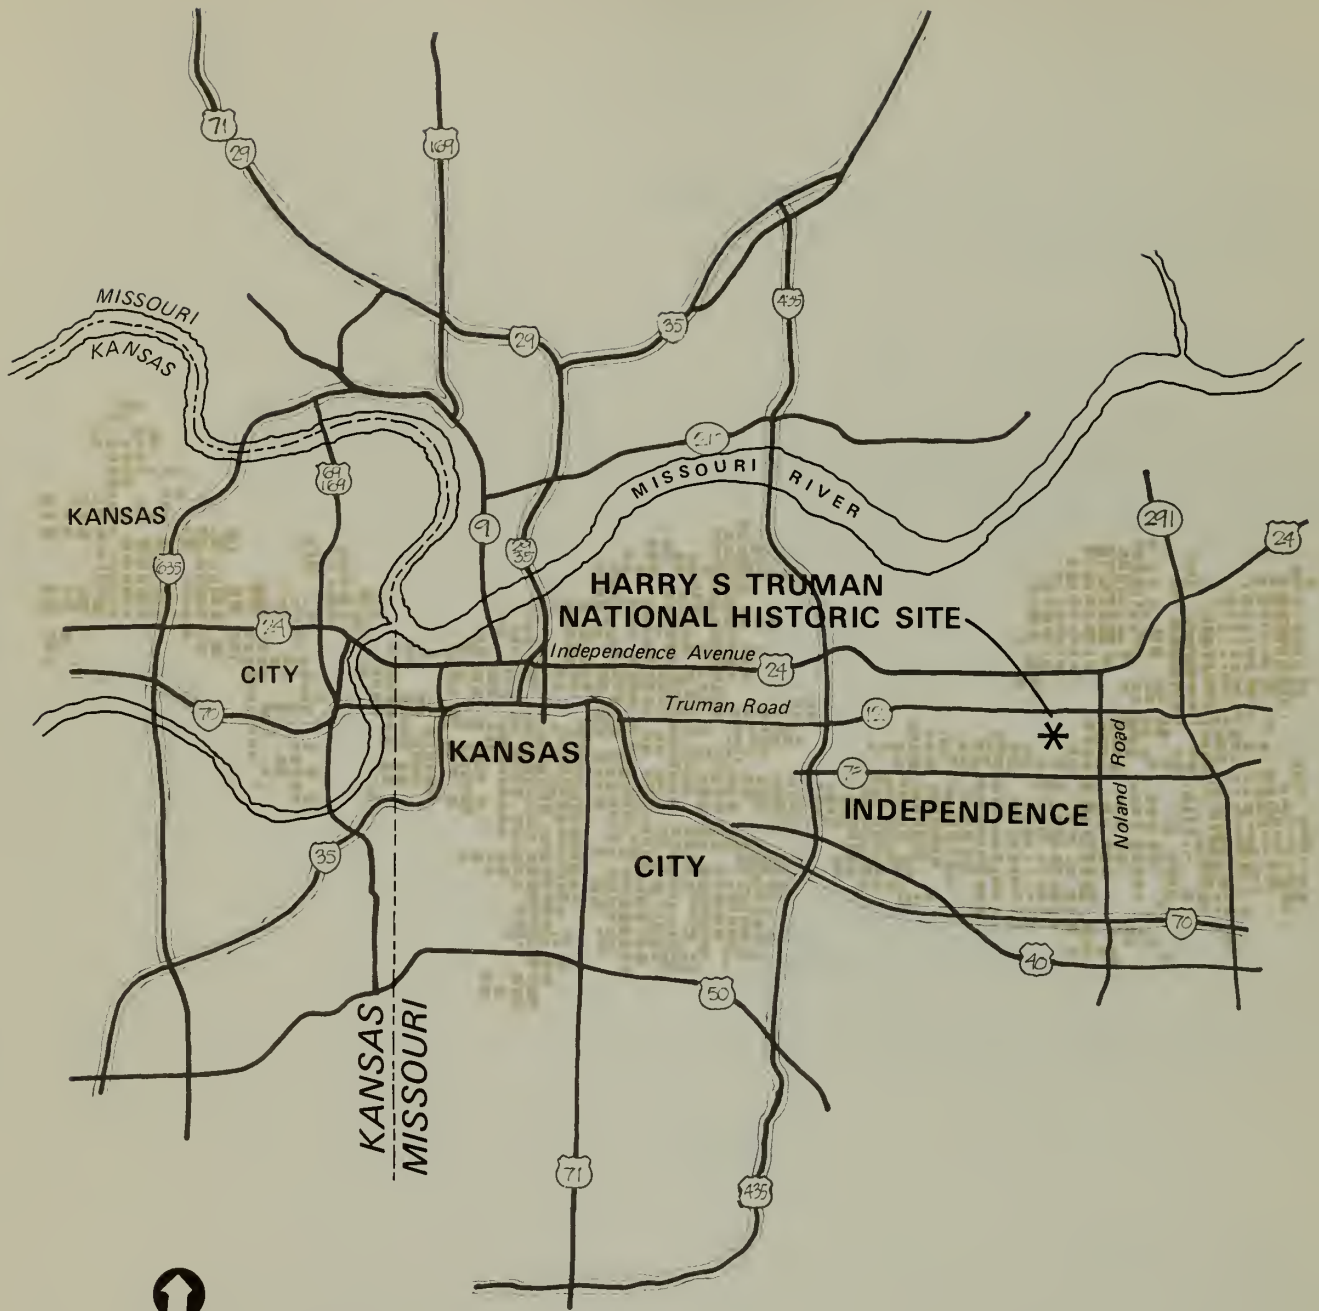 71
29
169
435
MISSOURI
KANSAS
29
35
MISSOURI RIVER
69
169
KANSAS
9
291
24
29
35
635
HARRY S TRUMAN
NATIONAL HISTORIC SITE
24
CITY
Independence Avenue
24
70
Truman Road
KANSAS
Noland Road
INDEPENDENCE
35
CITY
70
40
50
KANSAS
MISSOURI
71
435